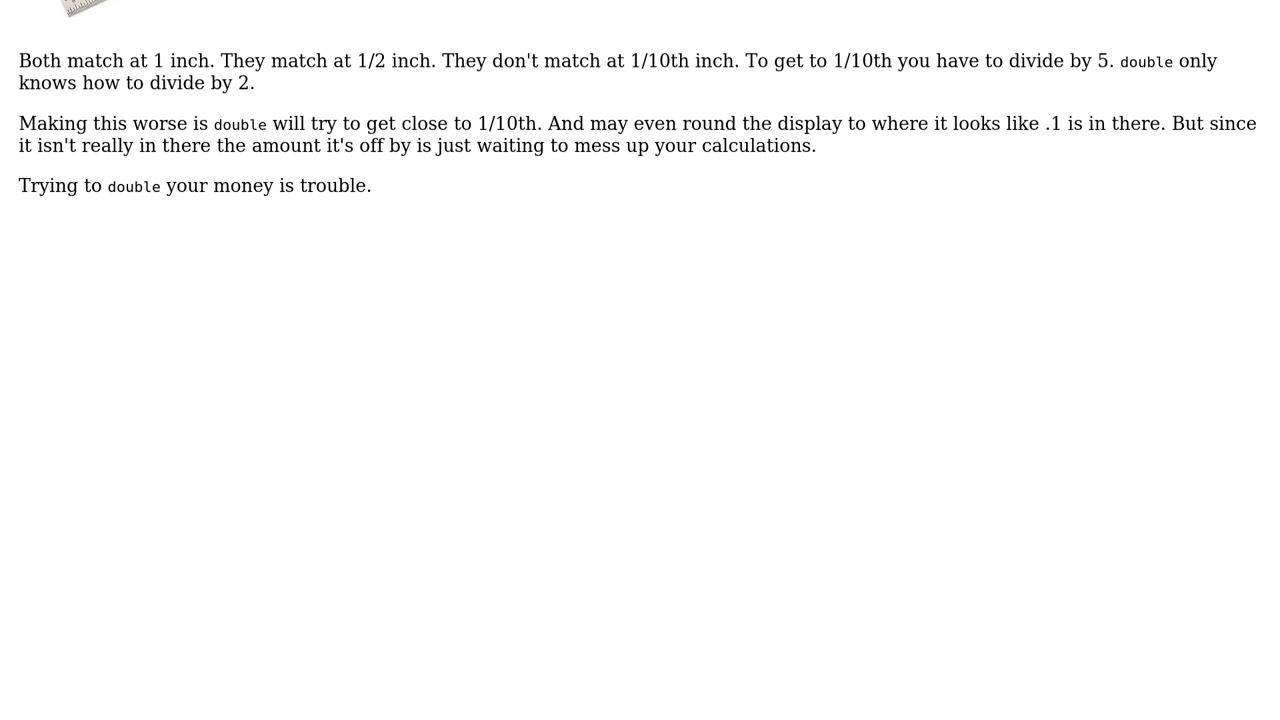 Both match at 1 inch. They match at 1/2 inch. They don't match at 1/10th inch. To get to 1/10th you have to divide by 5. double only
knows how to divide by 2.
Making this worse is double will try to get close to 1/10th. And may even round the display to where it looks like .1 is in there. But since
it isn't really in there the amount it's off by is just waiting to mess up your calculations.
Trying to double your money is trouble.